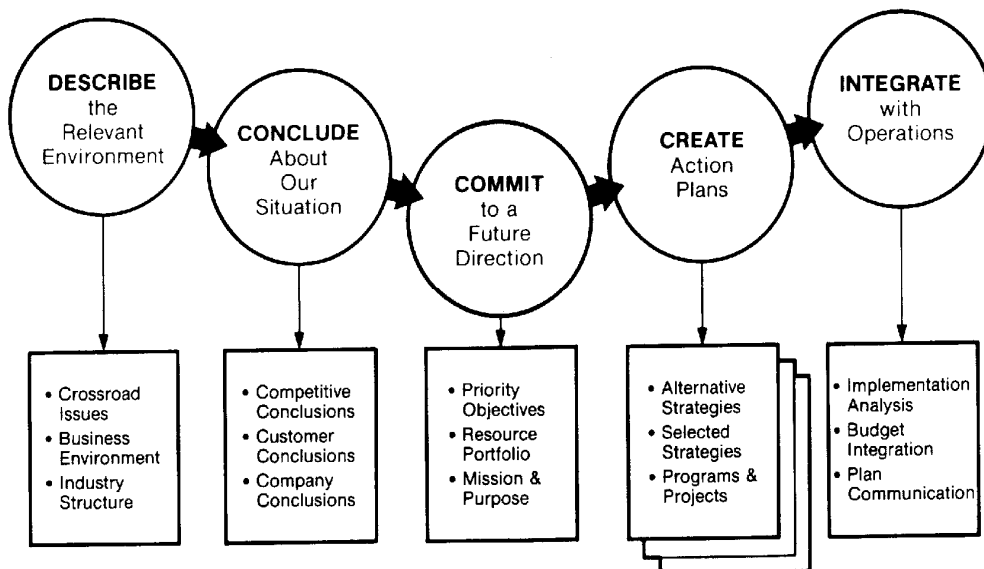 DESCRIBE
the
Relevant
Environment
CONCLUDE
About
Our
Situation
COMMIT
to a
Future
Direction
CREATE
Action
Plans
INTEGRATE
with
Operations
• Crossroad
Issues
• Business
Environment
• Industry
Structure
• Competitive
Conclusions
• Customer
Conclusions
• Company
Conclusions
• Priority
Objectives
• Resource
Portfolio
• Mission &
Purpose
• Alternative
Strategies
• Selected
Strategies
• Programs &
Projects
• Implementation
Analysis
• Budget
Integration
• Plan
Communication